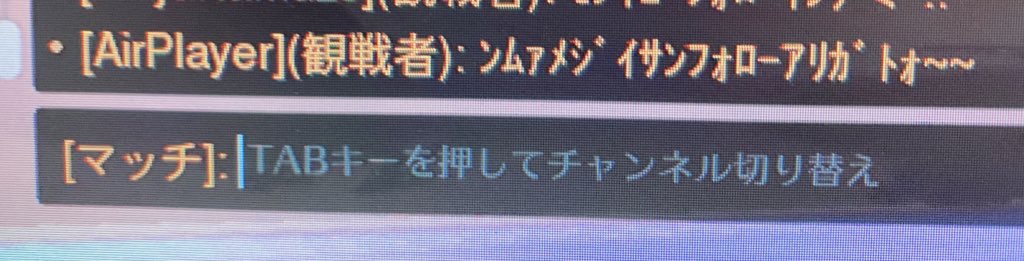 • [AirPlayer](観戦者): ﾝムｧメジﾞイサンフォローアリガﾞトォ~~
[マッチ]: TABキーを押してチャンネル切り替え